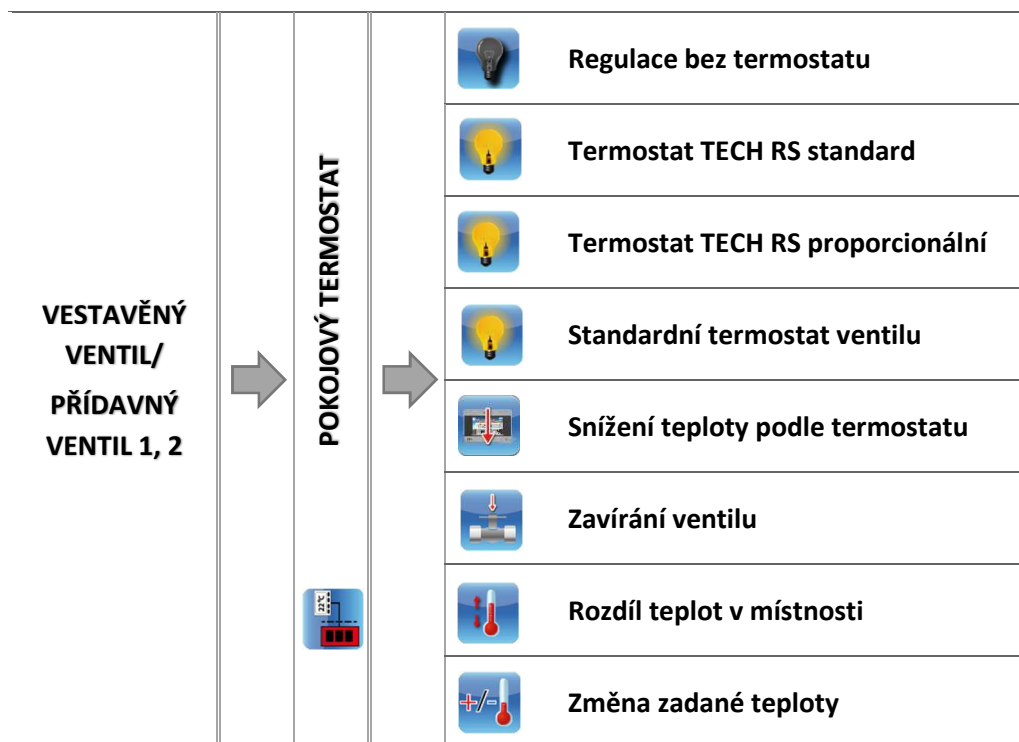 VESTAVĚNÝ
VENTIL/
PŘÍDAVNÝ
VENTIL 1, 2
POKOJOVÝ TERMOSTAT
22°C
Regulace bez termostatu
Termostat TECH RS standard
Termostat TECH RS proporcionální
Standardní termostat ventilu
Snížení teploty podle termostatu
Zavírání ventilu
Rozdíl teplot v místnosti
+/-
Změna zadané teploty